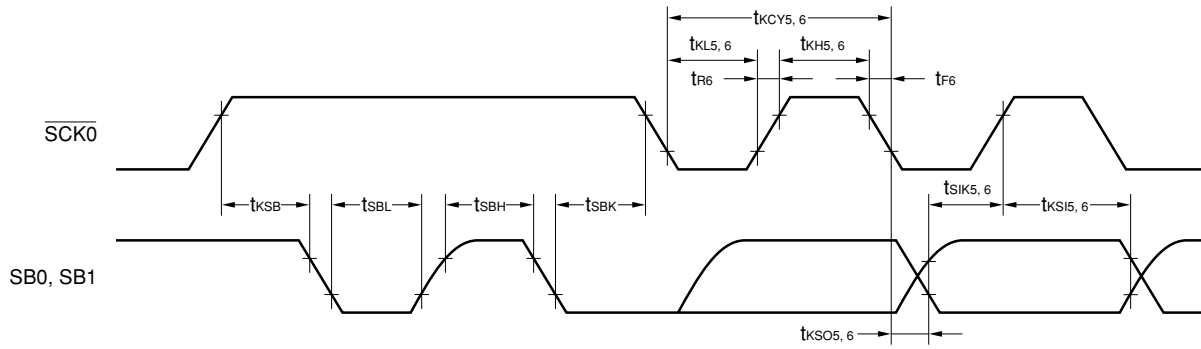 tKCY5, 6
tKL5, 6
tKH5, 6
tR6
tF6
SCK0
tSIK5, 6
tKSB
tSBL
tSBH
tSBK
tKSI5, 6
SB0, SB1
tKSO5, 6